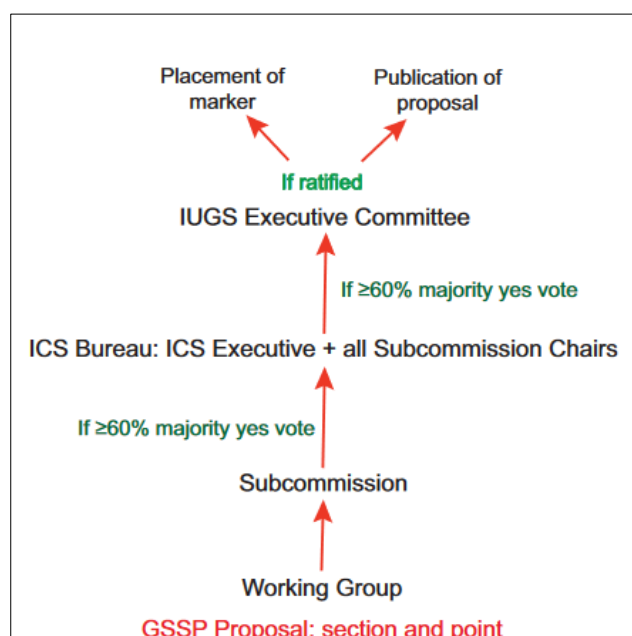 Placement of
marker
Publication of
proposal
If ratified
IUGS Executive Committee
If ≥60% majority yes vote
ICS Bureau: ICS Executive + all Subcommission Chairs
If ≥60% majority yes vote
Subcommission
Working Group
GSSP Proposal: section and point